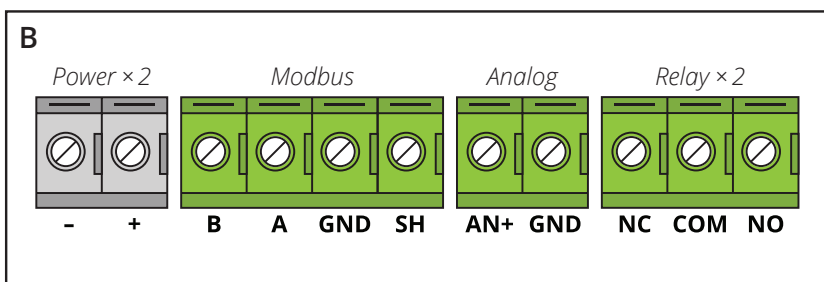 B
Power × 2 Modbus Analog Relay × 2
– + B A GND SH AN+ GND NC COM NO